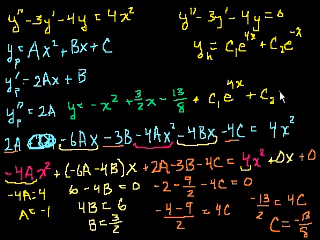 y'' - 3y' - 4y = 4x²
y'' - 3y' - 4y = 0
y_h = C₁e^{4x} + C₂e^{-x}
y_p = Ax² + Bx + C
y_p' = 2Ax + B
y_p'' = 2A
y = -x² + 3/2 x - 13/8 + C₁e^{4x} + C₂
2A - 6Ax - 3B - 4Ax² - 4Bx - 4C = 4x²
-4Ax² + (-6A - 4B)x + 2A - 3B - 4C = 4x² + 0x + 0
-4A = 4
A = -1
6 - 4B = 0
4B = 6
B = 3/2
-2 - 9/2 - 4C = 0
-4-9/2 = 4C
-13/2 = 4C
C = -13/8